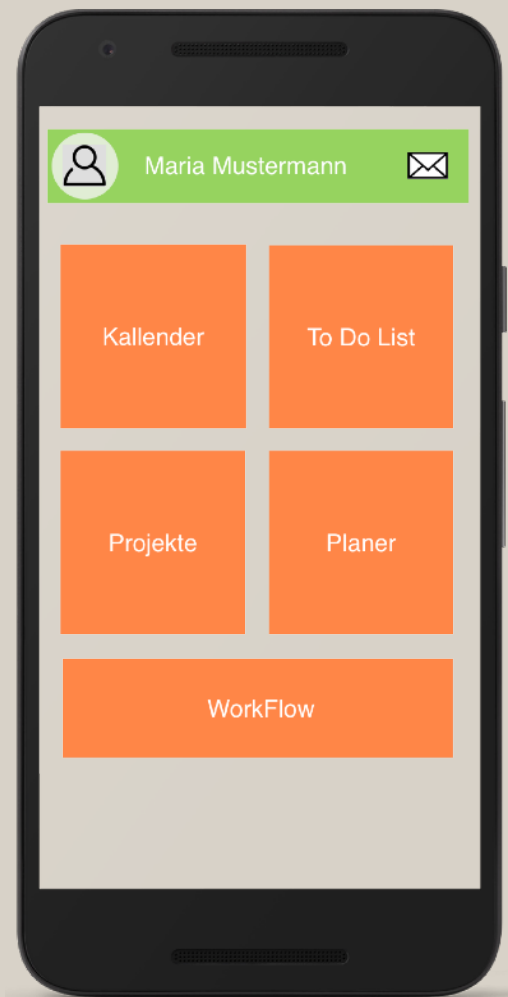 Maria Mustermann
Kallender
To Do List
Projekte
Planer
WorkFlow